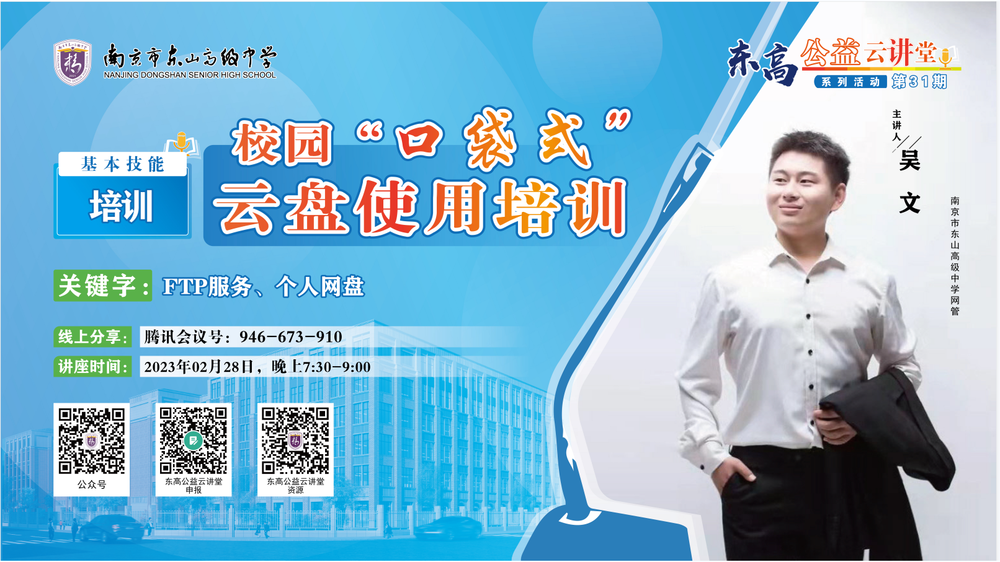 南京市东山高级中学
NANJING DONGSHAN SENIOR HIGH SCHOOL
东高公益云讲堂
系列活动 第31期
基本技能
培训
校园“口袋式”
云盘使用培训
主讲人
吴文
南京市东山高级中学网管
关键字：FTP服务、个人网盘
线上分享：腾讯会议号：946-673-910
讲座时间：2023年02月28日，晚上7:30-9:00
公众号
东高公益云讲堂
申报
东高公益云讲堂
资源